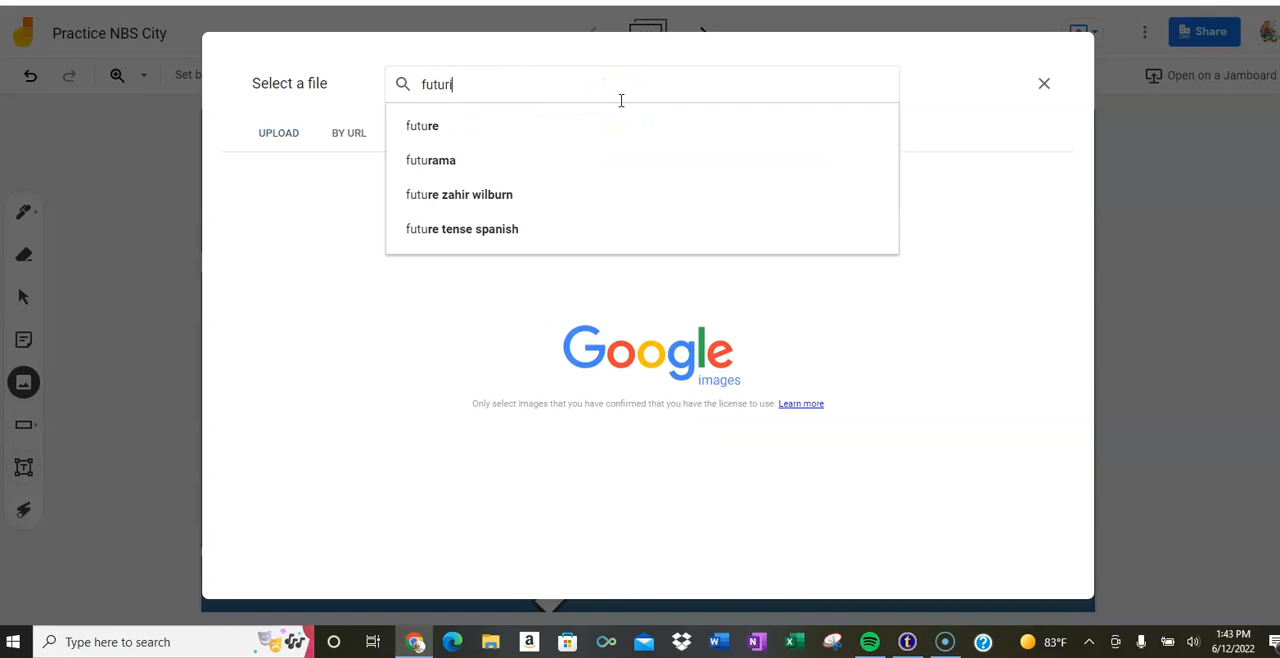 Practice NBS City
Share
Set b
Open on a Jamboard
Select a file
futuri
UPLOAD
BY URL
future
futurama
future zahir wilburn
future tense spanish
Google
images
Only select images that you have confirmed that you have the license to use. Learn more
Type here to search
83°F
1:43 PM
6/12/2022